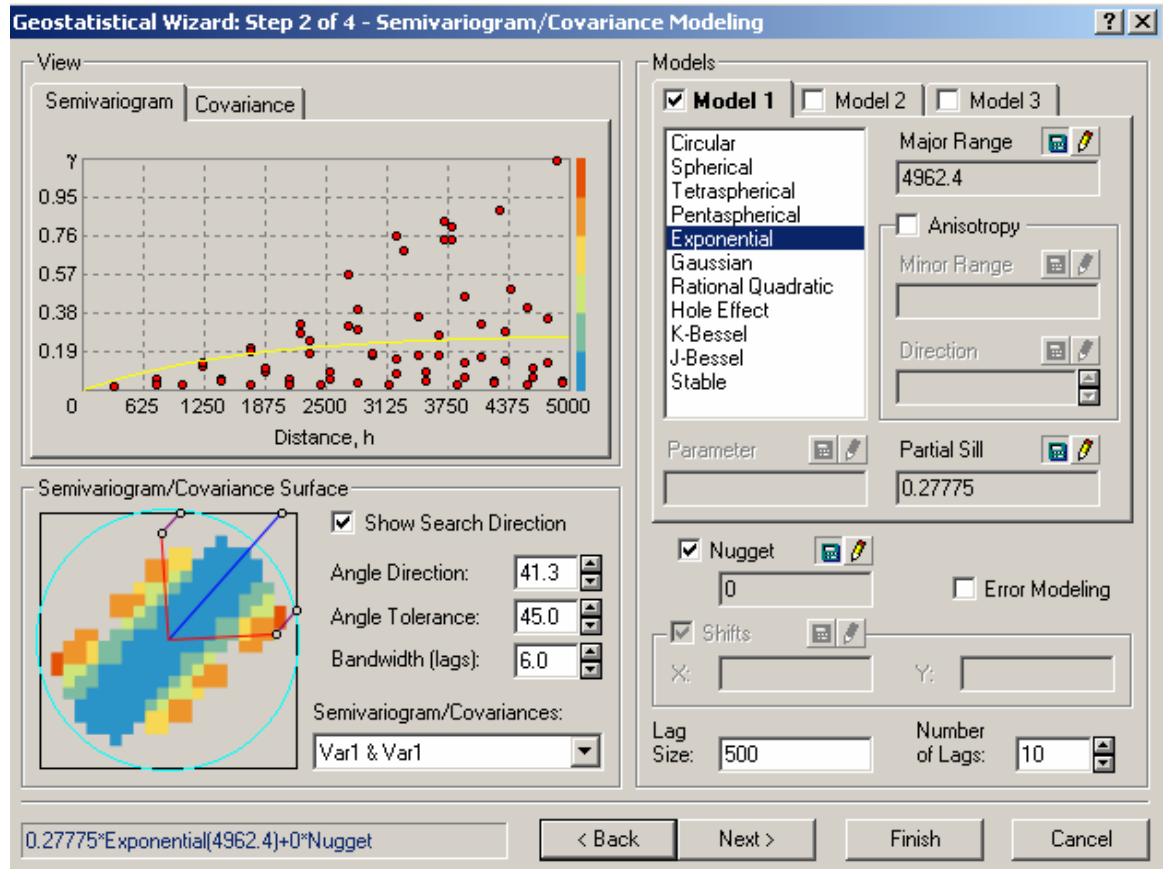 Geostatistical Wizard: Step 2 of 4 - Semivariogram/Covariance Modeling
View
Semivariogram
Covariance
γ
0.95
0.76
0.57
0.38
0.19
0 625 1250 1875 2500 3125 3750 4375 5000
Distance, h
Semivariogram/Covariance Surface
Show Search Direction
Angle Direction: 41.3
Angle Tolerance: 45.0
Bandwidth (lags): 6.0
Semivariogram/Covariances:
Var1 & Var1
Models
Model 1 Model 2 Model 3
Circular
Spherical
Tetraspherical
Pentaspherical
Exponential
Gaussian
Rational Quadratic
Hole Effect
K-Bessel
J-Bessel
Stable
Major Range
4962.4
Anisotropy
Minor Range
Direction
Parameter
Partial Sill
0.27775
Nugget
0
Error Modeling
Shifts
X: Y:
Lag
Size: 500
Number
of Lags: 10
0.27775*Exponential(4962.4)+0*Nugget
< Back Next > Finish Cancel